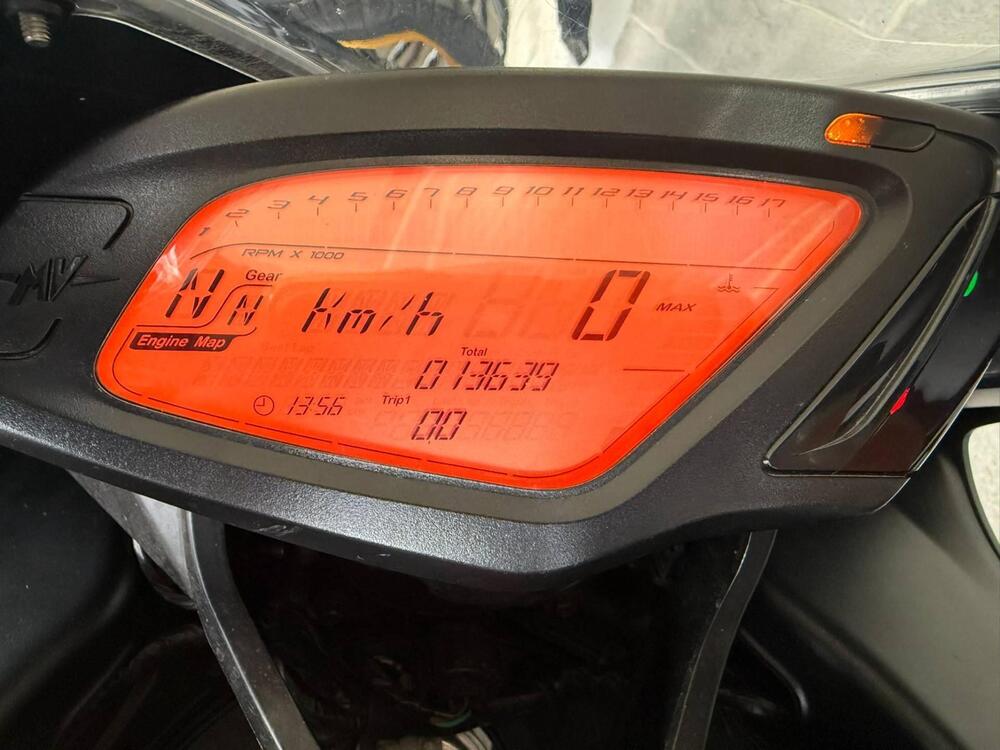 MV
1 2 3 4 5 6 7 8 9 10 11 12 13 14 15 16 17
RPM X 1000
Gear
N N Km/h 0 MAX
Engine Map
Total
013639
13:56 Trip1
0.0